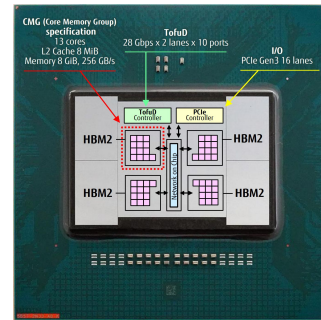 CMG (Core Memory Group)
specification
13 cores
L2 Cache 8 MiB
Memory 8 GiB, 256 GB/s
TofuD
28 Gbps x 2 lanes x 10 ports
I/O
PCIe Gen3 16 lanes
TofuD
Controller
PCIe
Controller
HBM2
HBM2
HBM2
HBM2
Network on Chip